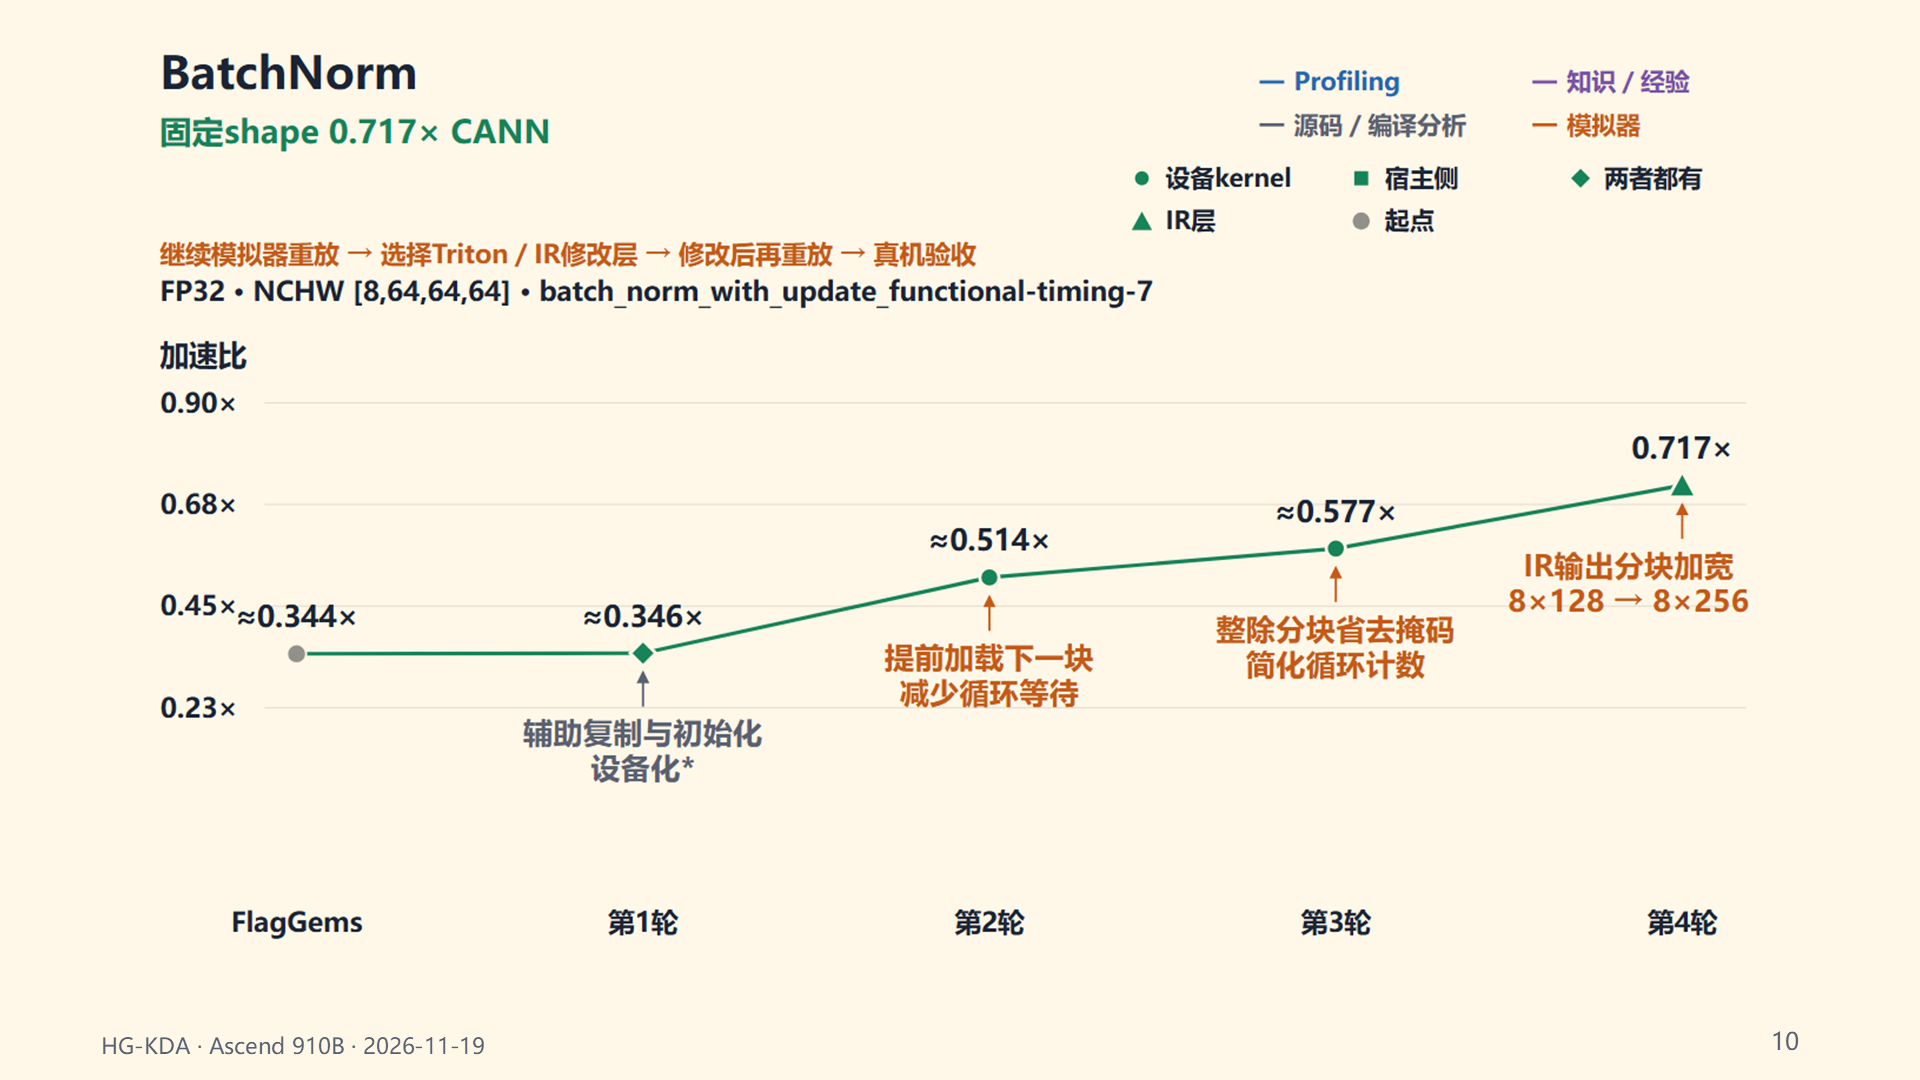 BatchNorm
固定shape 0.717× CANN
Profiling
知识 / 经验
源码 / 编译分析
模拟器
设备kernel
宿主侧
两者都有
IR层
起点
继续模拟器重放 → 选择Triton / IR修改层 → 修改后再重放 → 真机验收
FP32 • NCHW [8,64,64,64] • batch_norm_with_update_functional-timing-7
加速比
0.90×
0.68×
0.45×
0.23×
≈0.344×
≈0.346×
辅助复制与初始化
设备化*
≈0.514×
提前加载下一块
减少循环等待
≈0.577×
整除分块省去掩码
简化循环计数
0.717×
IR输出分块加宽
8×128 → 8×256
FlagGems
第1轮
第2轮
第3轮
第4轮
HG-KDA · Ascend 910B · 2026-11-19
10